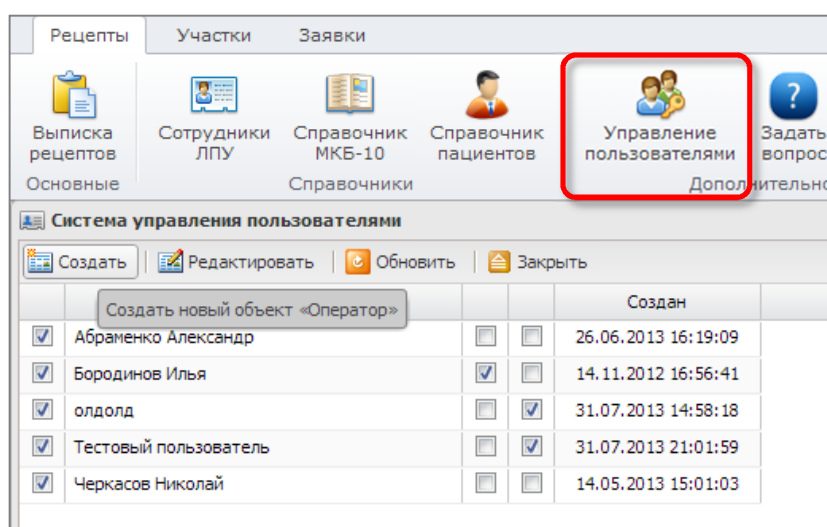 Рецепты Участки Заявки
Выписка рецептов Сотрудники ЛПУ Справочник МКБ-10 Справочник пациентов Управление пользователями Задать вопрос
Основные Справочники Дополнительно
Система управления пользователями
Создать Редактировать Обновить Закрыть
Создать новый объект «Оператор» Создан
Абраменко Александр 26.06.2013 16:19:09
Бородинов Илья 14.11.2012 16:56:41
олдолд 31.07.2013 14:58:18
Тестовый пользователь 31.07.2013 21:01:59
Черкасов Николай 14.05.2013 15:01:03